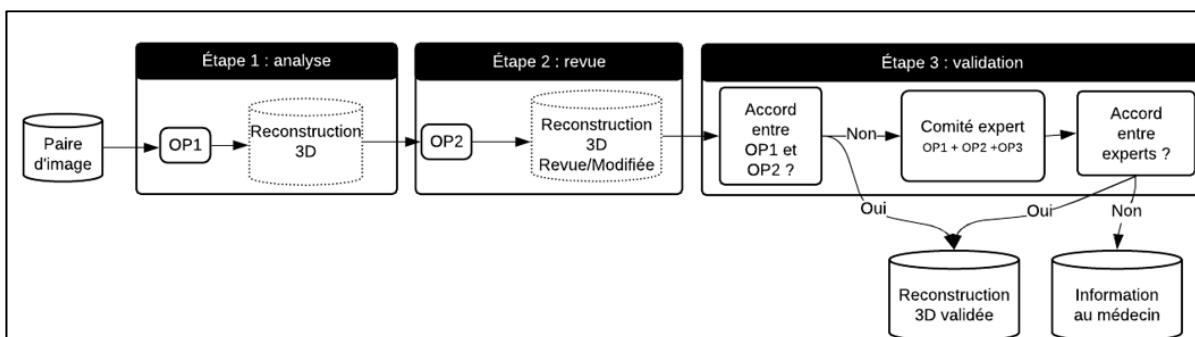 Étape 1 : analyse
Étape 2 : revue
Étape 3 : validation
Paire
d'image
OP1
Reconstruction
3D
OP2
Reconstruction
3D
Revue/Modifiée
Accord
entre
OP1 et
OP2 ?
Non
Comité expert
OP1 + OP2 +OP3
Accord
entre
experts ?
Oui
Oui
Non
Reconstruction
3D validée
Information
au médecin